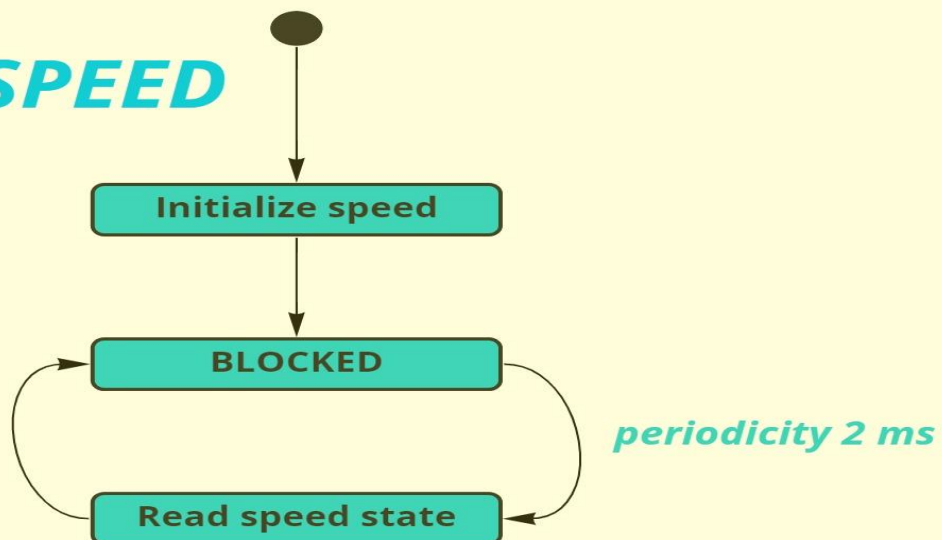 SPEED
Initialize speed
BLOCKED
periodicity 2 ms
Read speed state